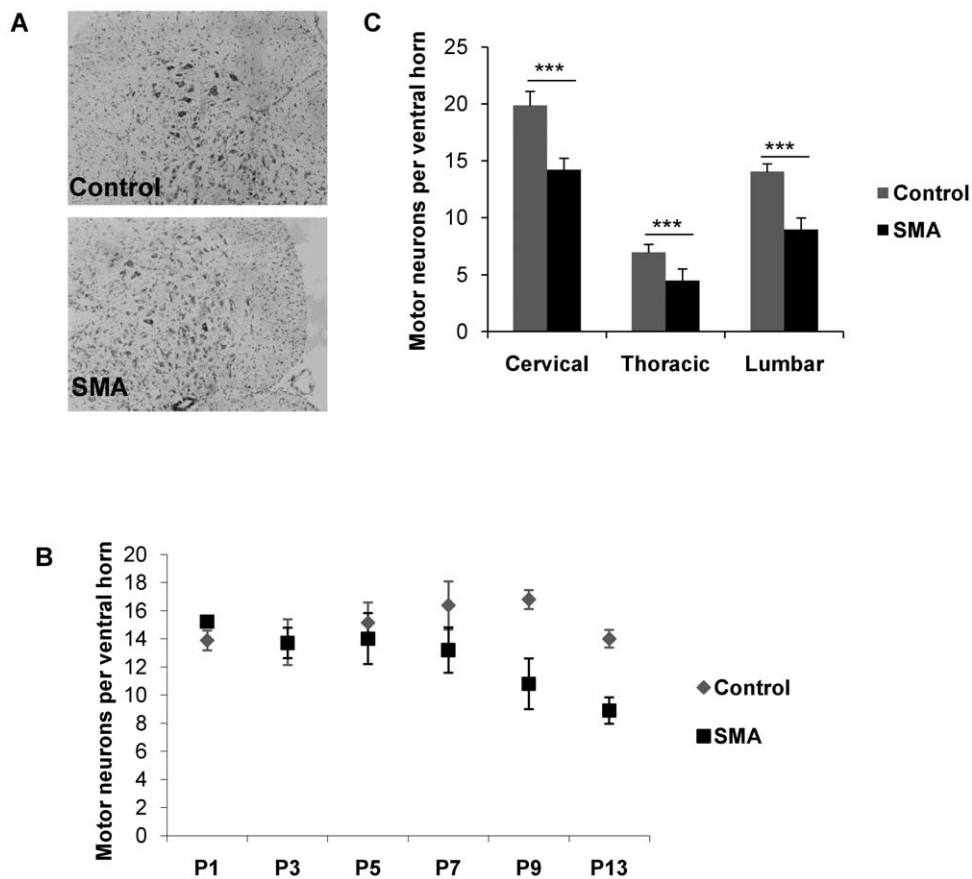 A
Control
SMA
C
Motor neurons per ventral horn
25
20
15
10
5
0
***
***
***
Cervical Thoracic Lumbar
Control
SMA
B
Motor neurons per ventral horn
20
18
16
14
12
10
8
6
4
2
0
P1 P3 P5 P7 P9 P13
Control
SMA